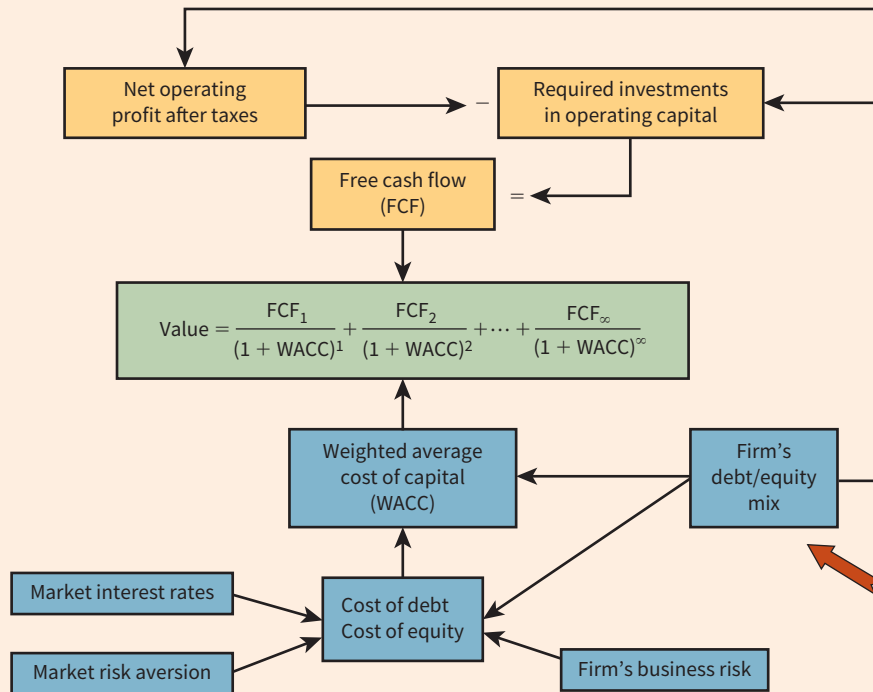 Net operating
profit after taxes
−
Required investments
in operating capital
Free cash flow
(FCF)
=
Value = FCF₁/(1 + WACC)¹ + FCF₂/(1 + WACC)² + ⋯ + FCF∞/(1 + WACC)^∞
Weighted average
cost of capital
(WACC)
Firm’s
debt/equity
mix
Market interest rates
Cost of debt
Cost of equity
Market risk aversion
Firm’s business risk